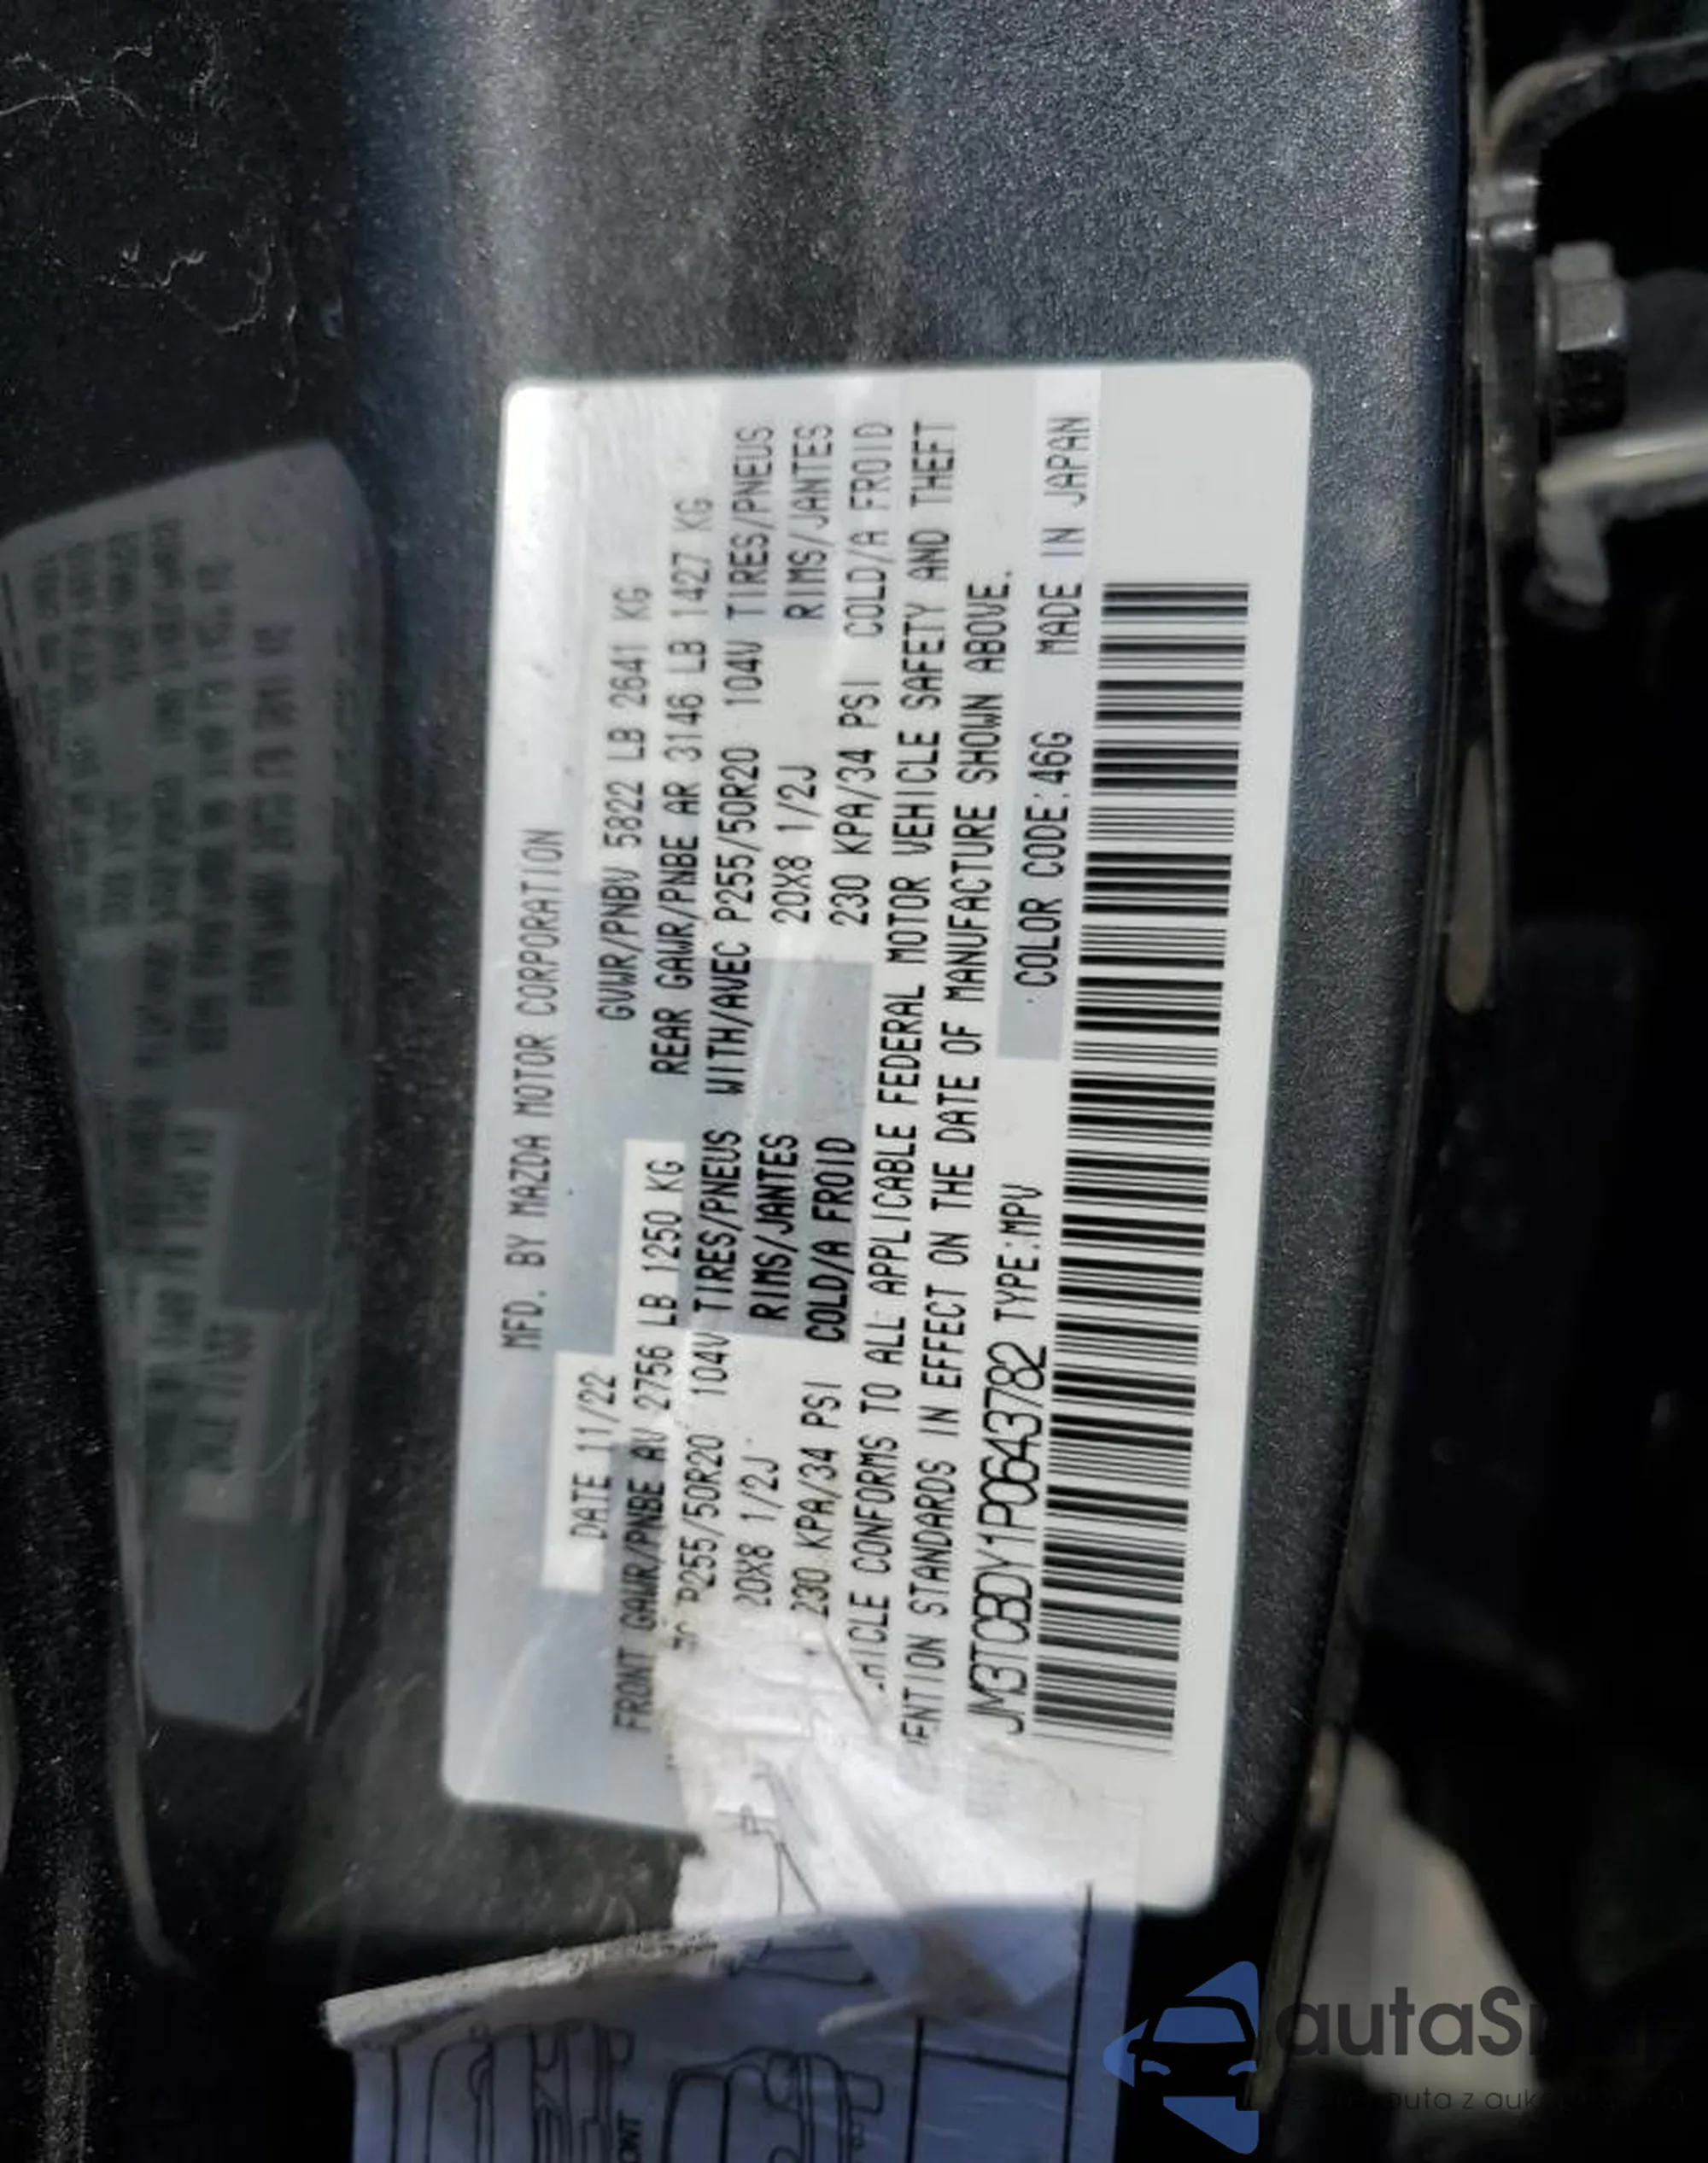 MFD. BY MAZDA MOTOR CORPORATION
DATE 11/22 GVWR/PNBV 5822 LB 2641 KG
FRONT GAWR/PNBE AV 2756 LB 1250 KG REAR GAWR/PNBE AR 3146 LB 1427 KG
P255/50R20 104V TIRES/PNEUS WITH/AVEC P255/50R20 104V TIRES/PNEUS
20X8 1/2J RIMS/JANTES 20X8 1/2J RIMS/JANTES
230 KPA/34 PSI COLD/A FROID 230 KPA/34 PSI COLD/A FROID
HICLE CONFORMS TO ALL APPLICABLE FEDERAL MOTOR VEHICLE SAFETY AND THEFT
ENTION STANDARDS IN EFFECT ON THE DATE OF MANUFACTURE SHOWN ABOVE.
JM3TCBDY1P0643782 TYPE:MPV COLOR CODE:46G MADE IN JAPAN